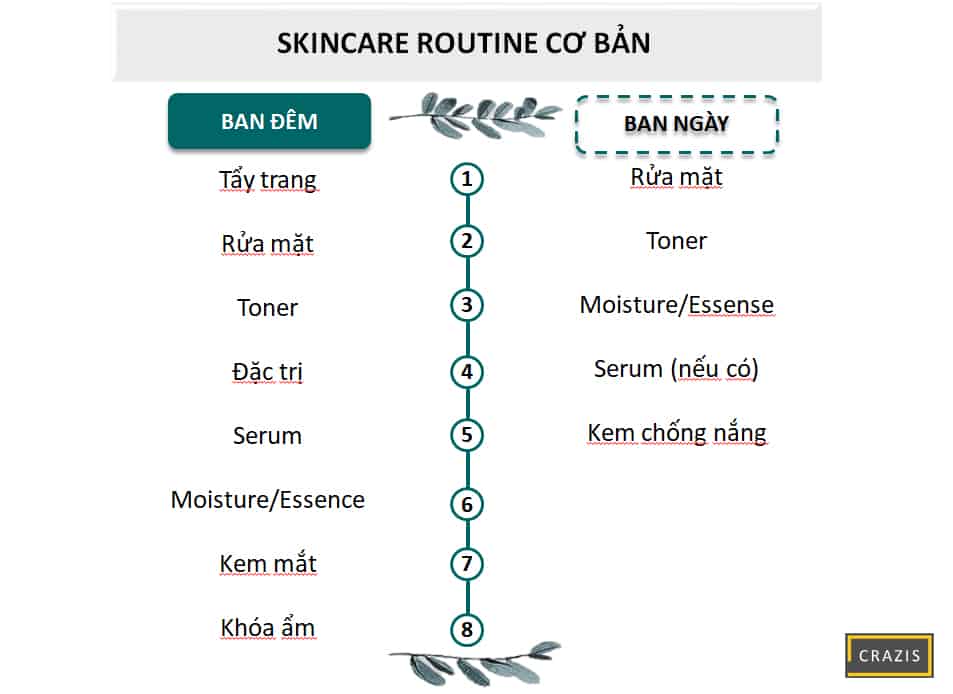 SKINCARE ROUTINE CƠ BẢN
BAN ĐÊM
BAN NGÀY
Tẩy trang
1
Rửa mặt
Rửa mặt
2
Toner
Toner
3
Moisture/Essense
Đặc trị
4
Serum (nếu có)
Serum
5
Kem chống nắng
Moisture/Essence
6
Kem mắt
7
Khóa ẩm
8
CRAZIS